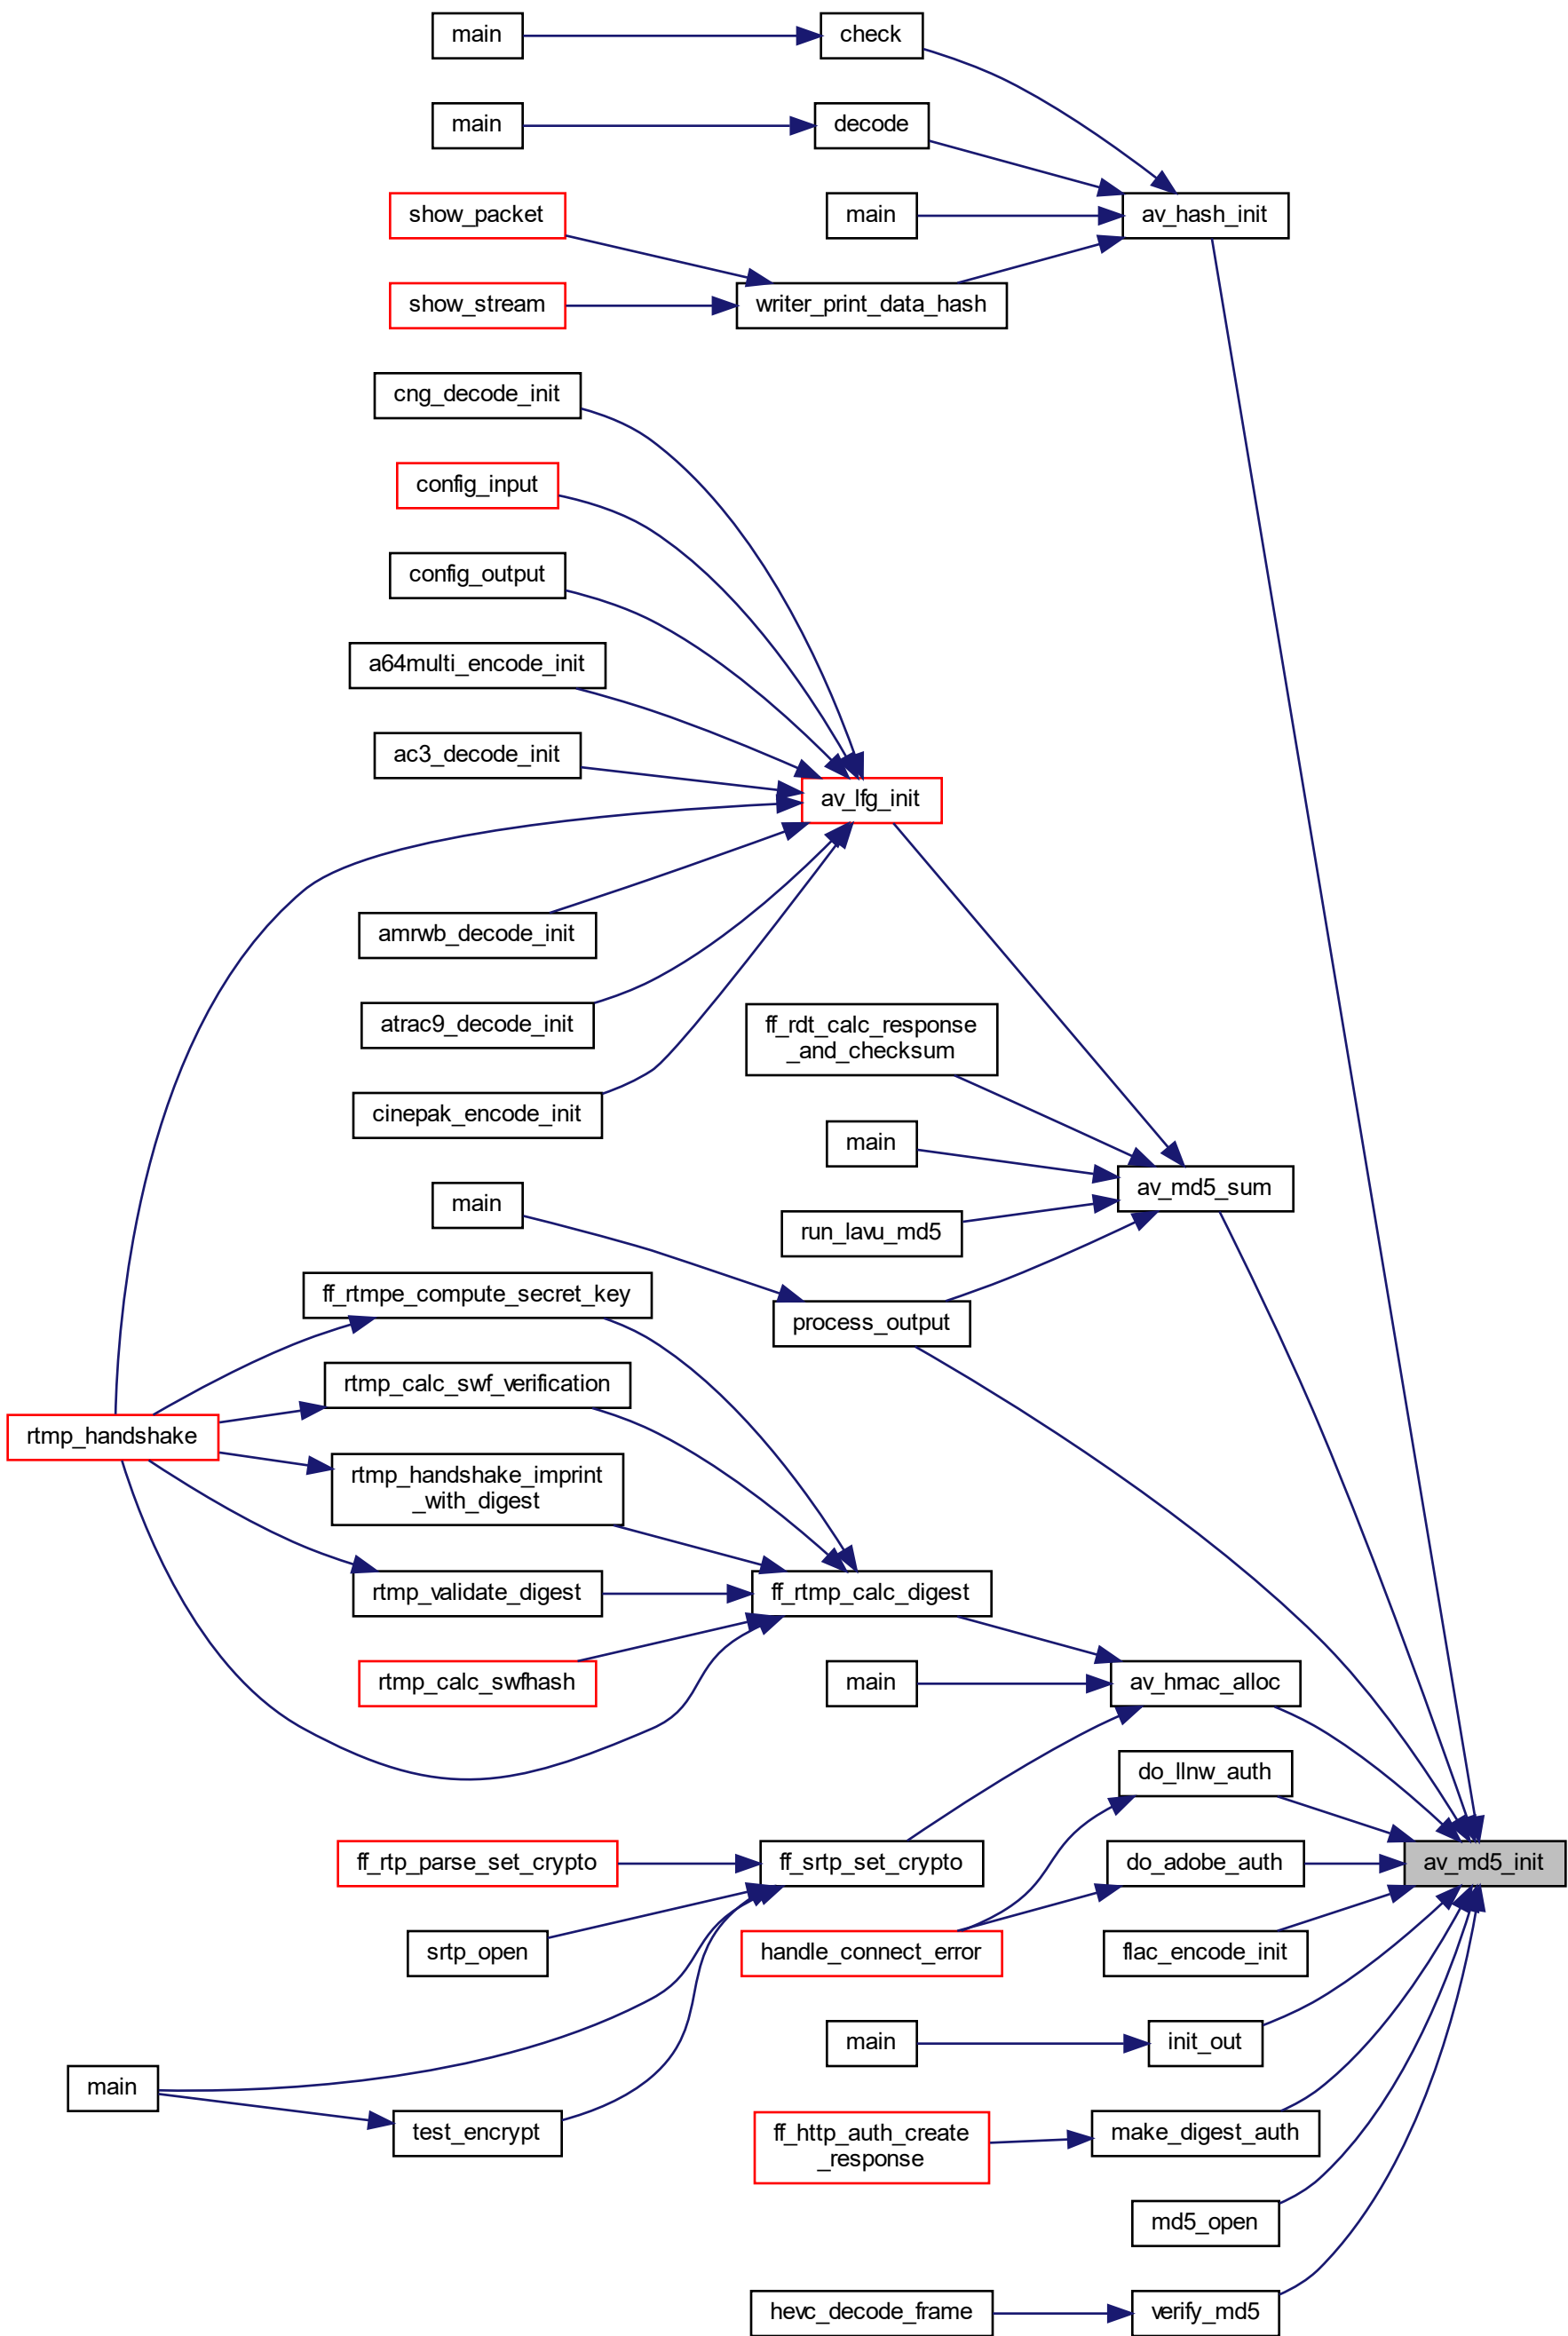 main
check
main
decode
show_packet
main
av_hash_init
show_stream
writer_print_data_hash
cng_decode_init
config_input
config_output
a64multi_encode_init
ac3_decode_init
av_lfg_init
amrwb_decode_init
atrac9_decode_init
ff_rdt_calc_response
_and_checksum
cinepak_encode_init
main
av_md5_sum
main
run_lavu_md5
ff_rtmpe_compute_secret_key
process_output
rtmp_calc_swf_verification
rtmp_handshake
rtmp_handshake_imprint
_with_digest
rtmp_validate_digest
ff_rtmp_calc_digest
rtmp_calc_swfhash
main
av_hmac_alloc
do_llnw_auth
ff_rtp_parse_set_crypto
ff_srtp_set_crypto
do_adobe_auth
av_md5_init
srtp_open
handle_connect_error
flac_encode_init
main
init_out
main
test_encrypt
ff_http_auth_create
_response
make_digest_auth
md5_open
hevc_decode_frame
verify_md5